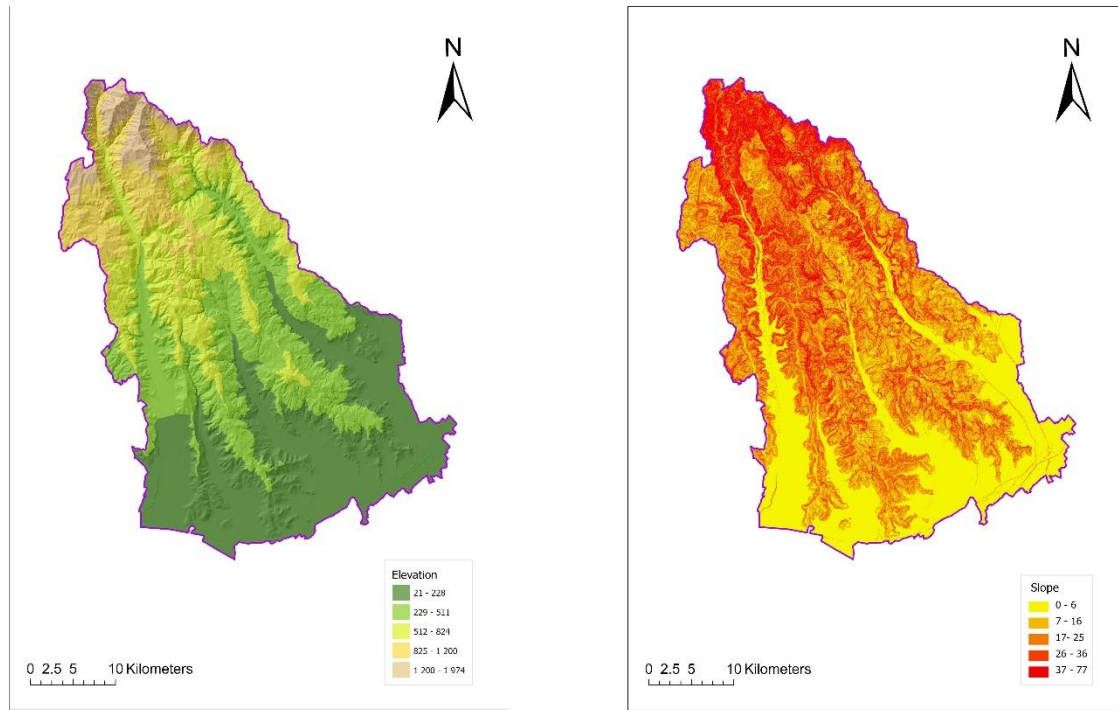 N
Elevation
21 - 228
229 - 511
512 - 824
825 - 1 200
1 200 - 1 974
0 2.5 5 10 Kilometers
N
Slope
0 - 6
7 - 16
17- 25
26 - 36
37 - 77
0 2.5 5 10 Kilometers